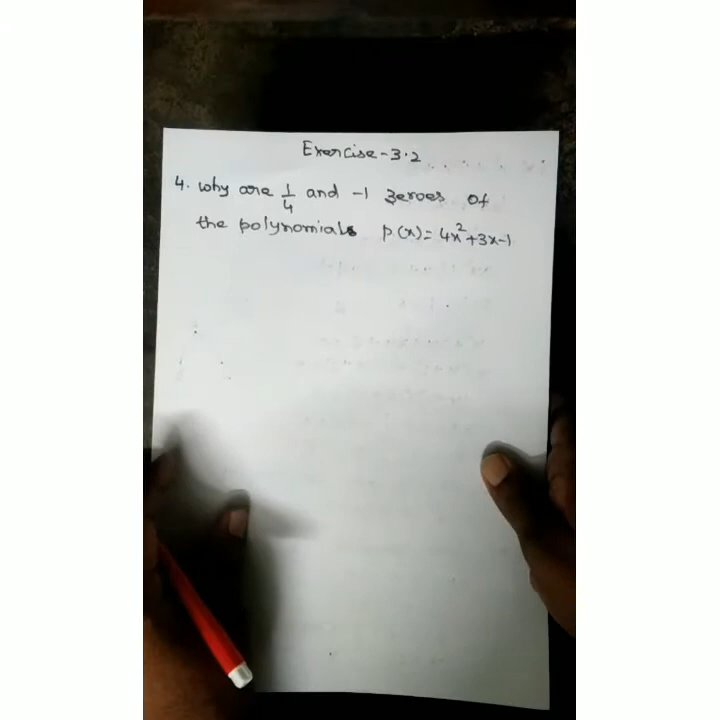 Exercise-3.2
4. why are 1/4 and -1 zeroes of
the polynomials p(x)=4x²+3x-1